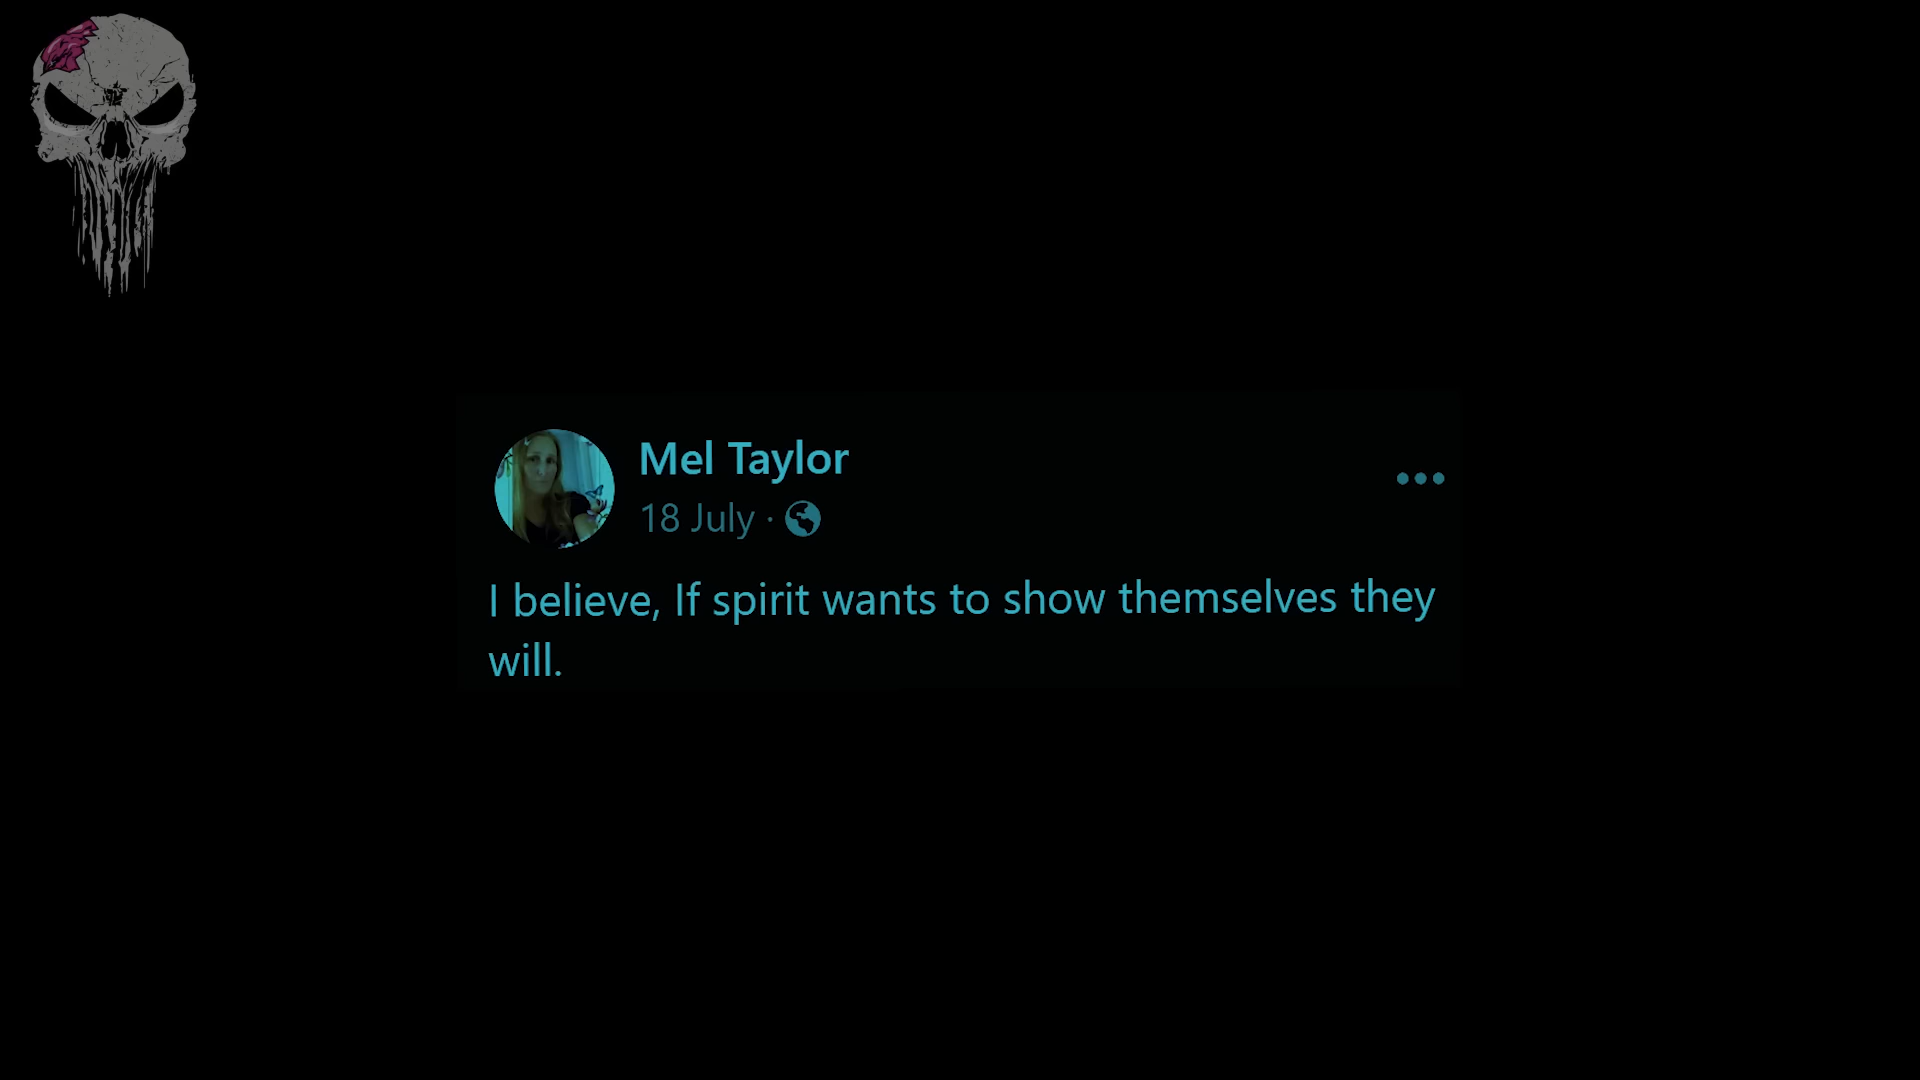 Mel Taylor
18 July ·
I believe, If spirit wants to show themselves they
will.